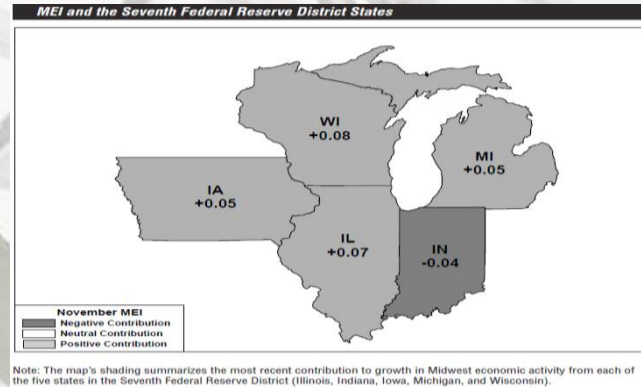 MEI and the Seventh Federal Reserve District States
WI
+0.08
MI
+0.05
IA
+0.05
IL
+0.07
IN
-0.04
November MEI
Negative Contribution
Neutral Contribution
Positive Contribution
Note: The map's shading summarizes the most recent contribution to growth in Midwest economic activity from each of
the five states in the Seventh Federal Reserve District (Illinois, Indiana, Iowa, Michigan, and Wisconsin).